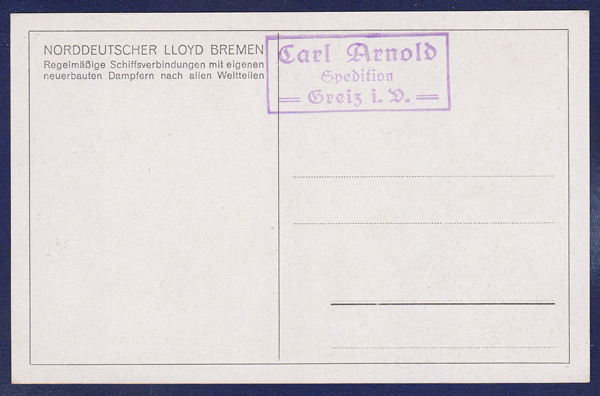 NORDDEUTSCHER LLOYD BREMEN
Regelmäßige Schiffsverbindungen mit eigenen
neuerbauten Dampfern nach allen Weltteilen
Carl Arnold
Spedition
Greiz i. V.